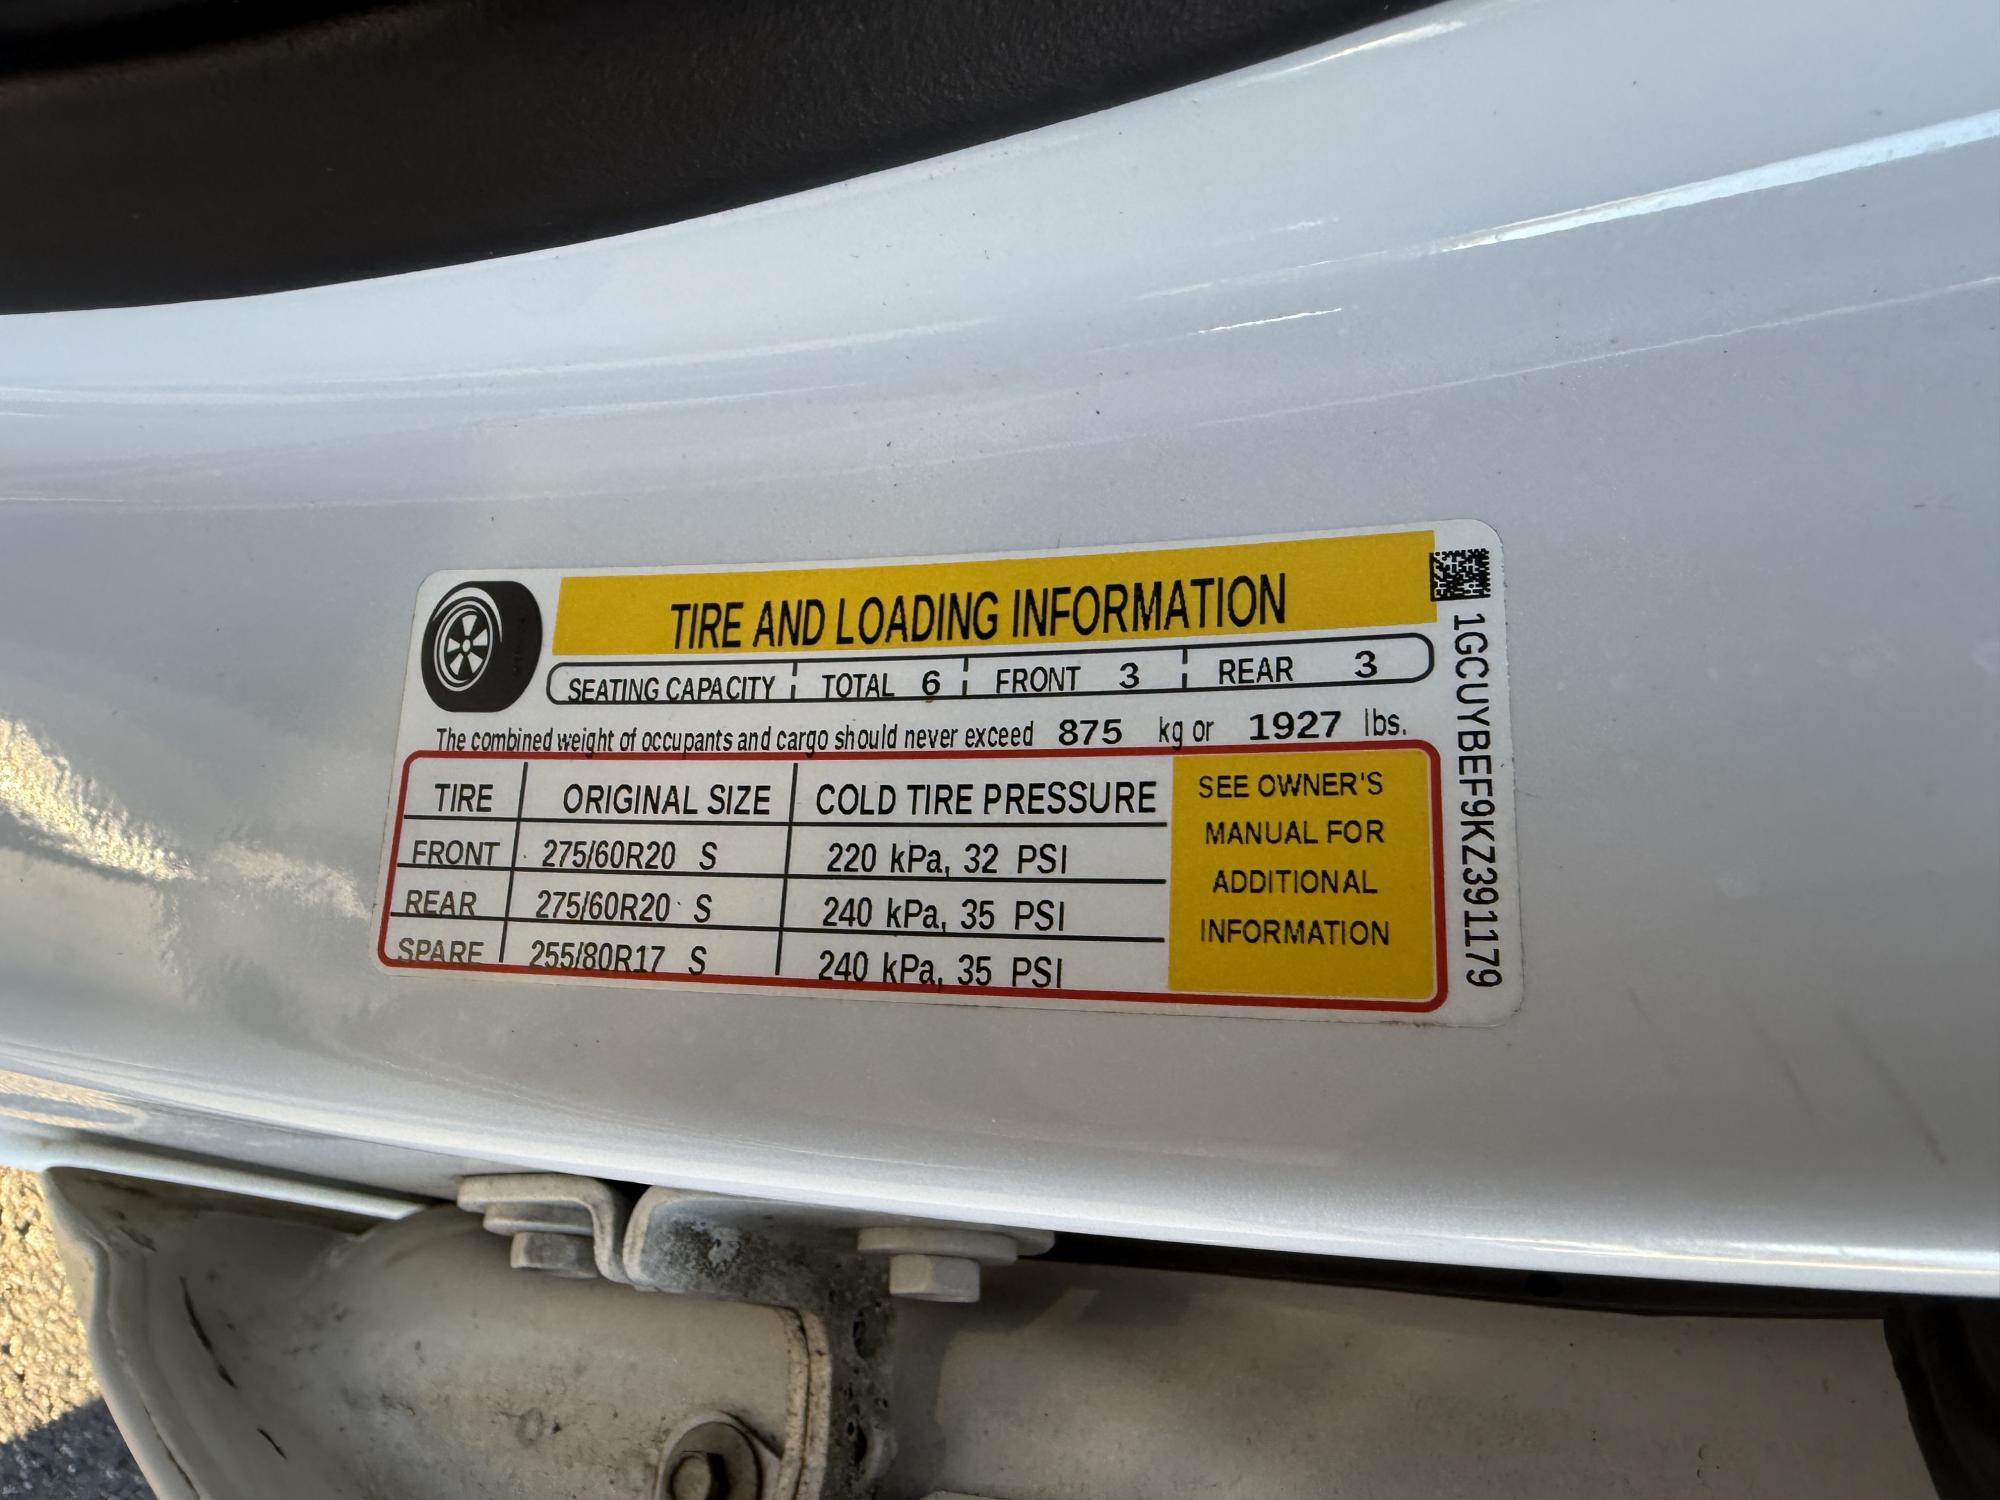 TIRE AND LOADING INFORMATION
SEATING CAPACITY TOTAL 6 FRONT 3 REAR 3
The combined weight of occupants and cargo should never exceed 875 kg or 1927 lbs.
TIRE ORIGINAL SIZE COLD TIRE PRESSURE
FRONT 275/60R20 S 220 kPa, 32 PSI
REAR 275/60R20 S 240 kPa, 35 PSI
SPARE 255/80R17 S 240 kPa, 35 PSI
SEE OWNER'S
MANUAL FOR
ADDITIONAL
INFORMATION
1GCUYBEF9KZ391179